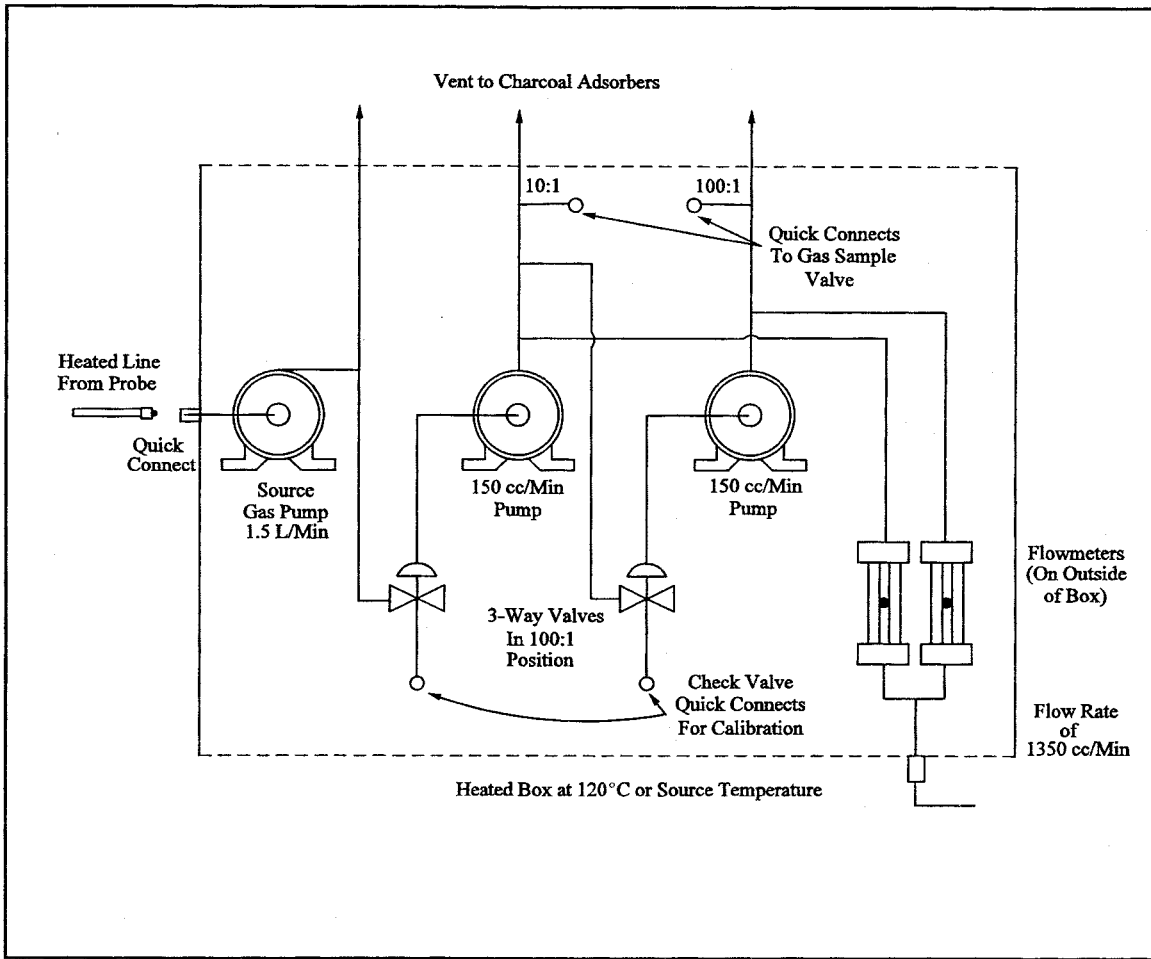 Vent to Charcoal Adsorbers
10:1
100:1
Quick Connects
To Gas Sample
Valve
Heated Line
From Probe
Quick
Connect
Source
Gas Pump
1.5 L/Min
150 cc/Min
Pump
150 cc/Min
Pump
Flowmeters
(On Outside
of Box)
3-Way Valves
In 100:1
Position
Check Valve
Quick Connects
For Calibration
Flow Rate
of
1350 cc/Min
Heated Box at 120°C or Source Temperature